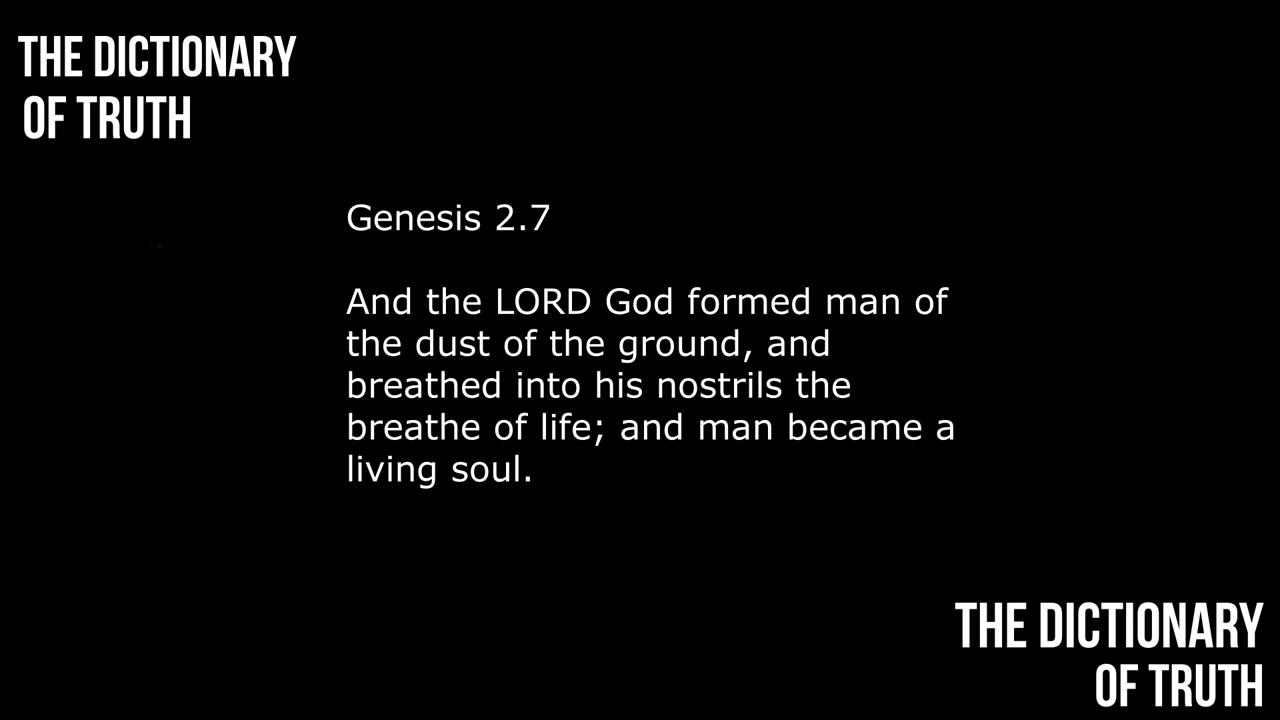 THE DICTIONARY
OF TRUTH
Genesis 2.7
And the LORD God formed man of
the dust of the ground, and
breathed into his nostrils the
breathe of life; and man became a
living soul.
THE DICTIONARY
OF TRUTH